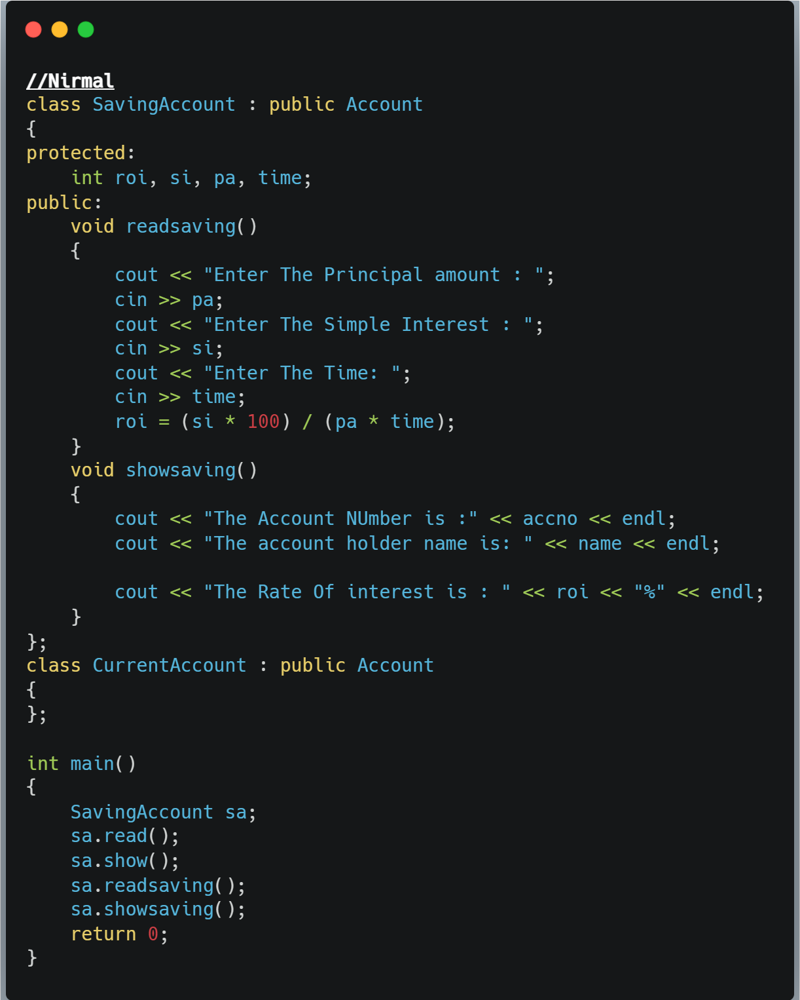 //Nirmal
class SavingAccount : public Account
{
protected:
    int roi, si, pa, time;
public:
    void readsaving()
    {
        cout << "Enter The Principal amount : ";
        cin >> pa;
        cout << "Enter The Simple Interest : ";
        cin >> si;
        cout << "Enter The Time: ";
        cin >> time;
        roi = (si * 100) / (pa * time);
    }
    void showsaving()
    {
        cout << "The Account NUmber is :" << accno << endl;
        cout << "The account holder name is: " << name << endl;

        cout << "The Rate Of interest is : " << roi << "%" << endl;
    }
};
class CurrentAccount : public Account
{
};

int main()
{
    SavingAccount sa;
    sa.read();
    sa.show();
    sa.readsaving();
    sa.showsaving();
    return 0;
}